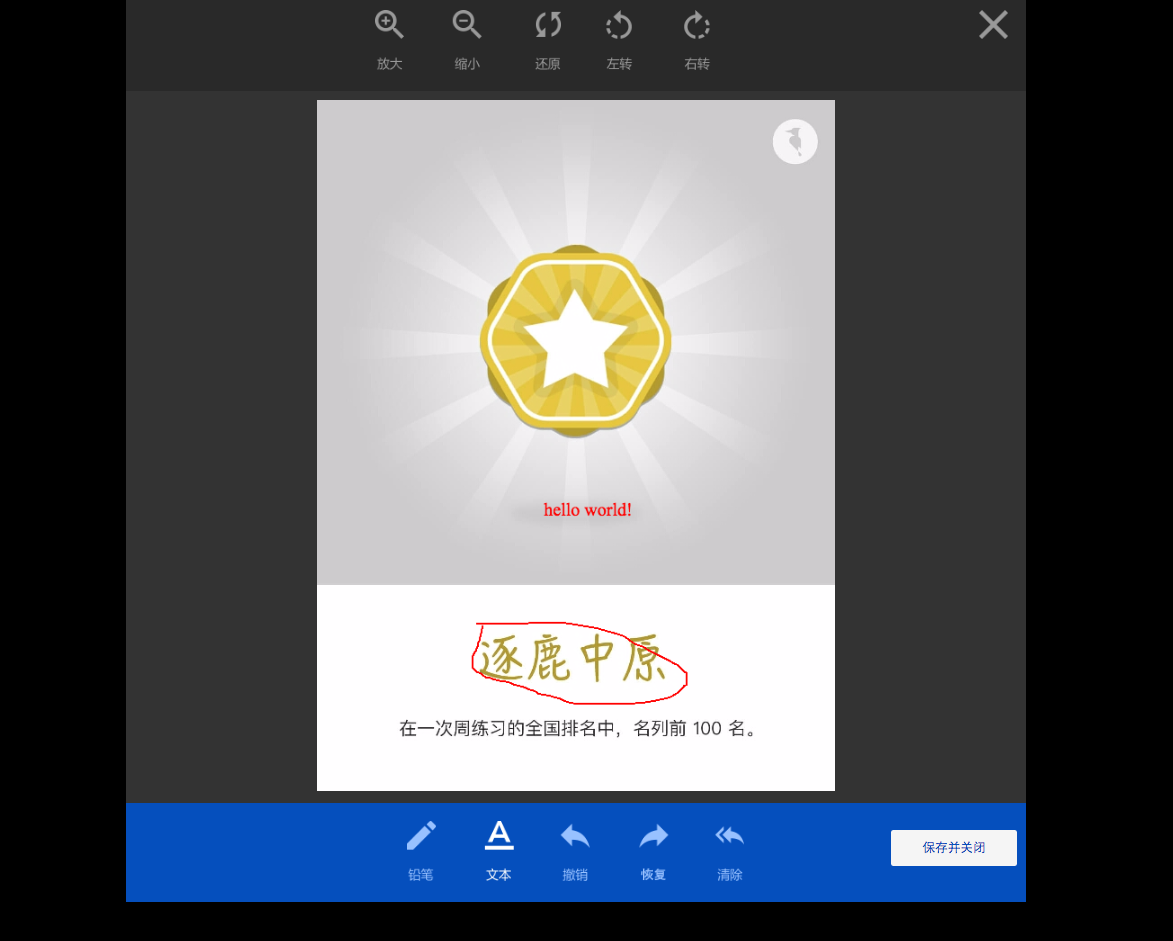 放大 缩小 还原 左转 右转
hello world!
逐鹿中原
在一次周练习的全国排名中，名列前 100 名。
铅笔 文本 撤销 恢复 清除 保存并关闭